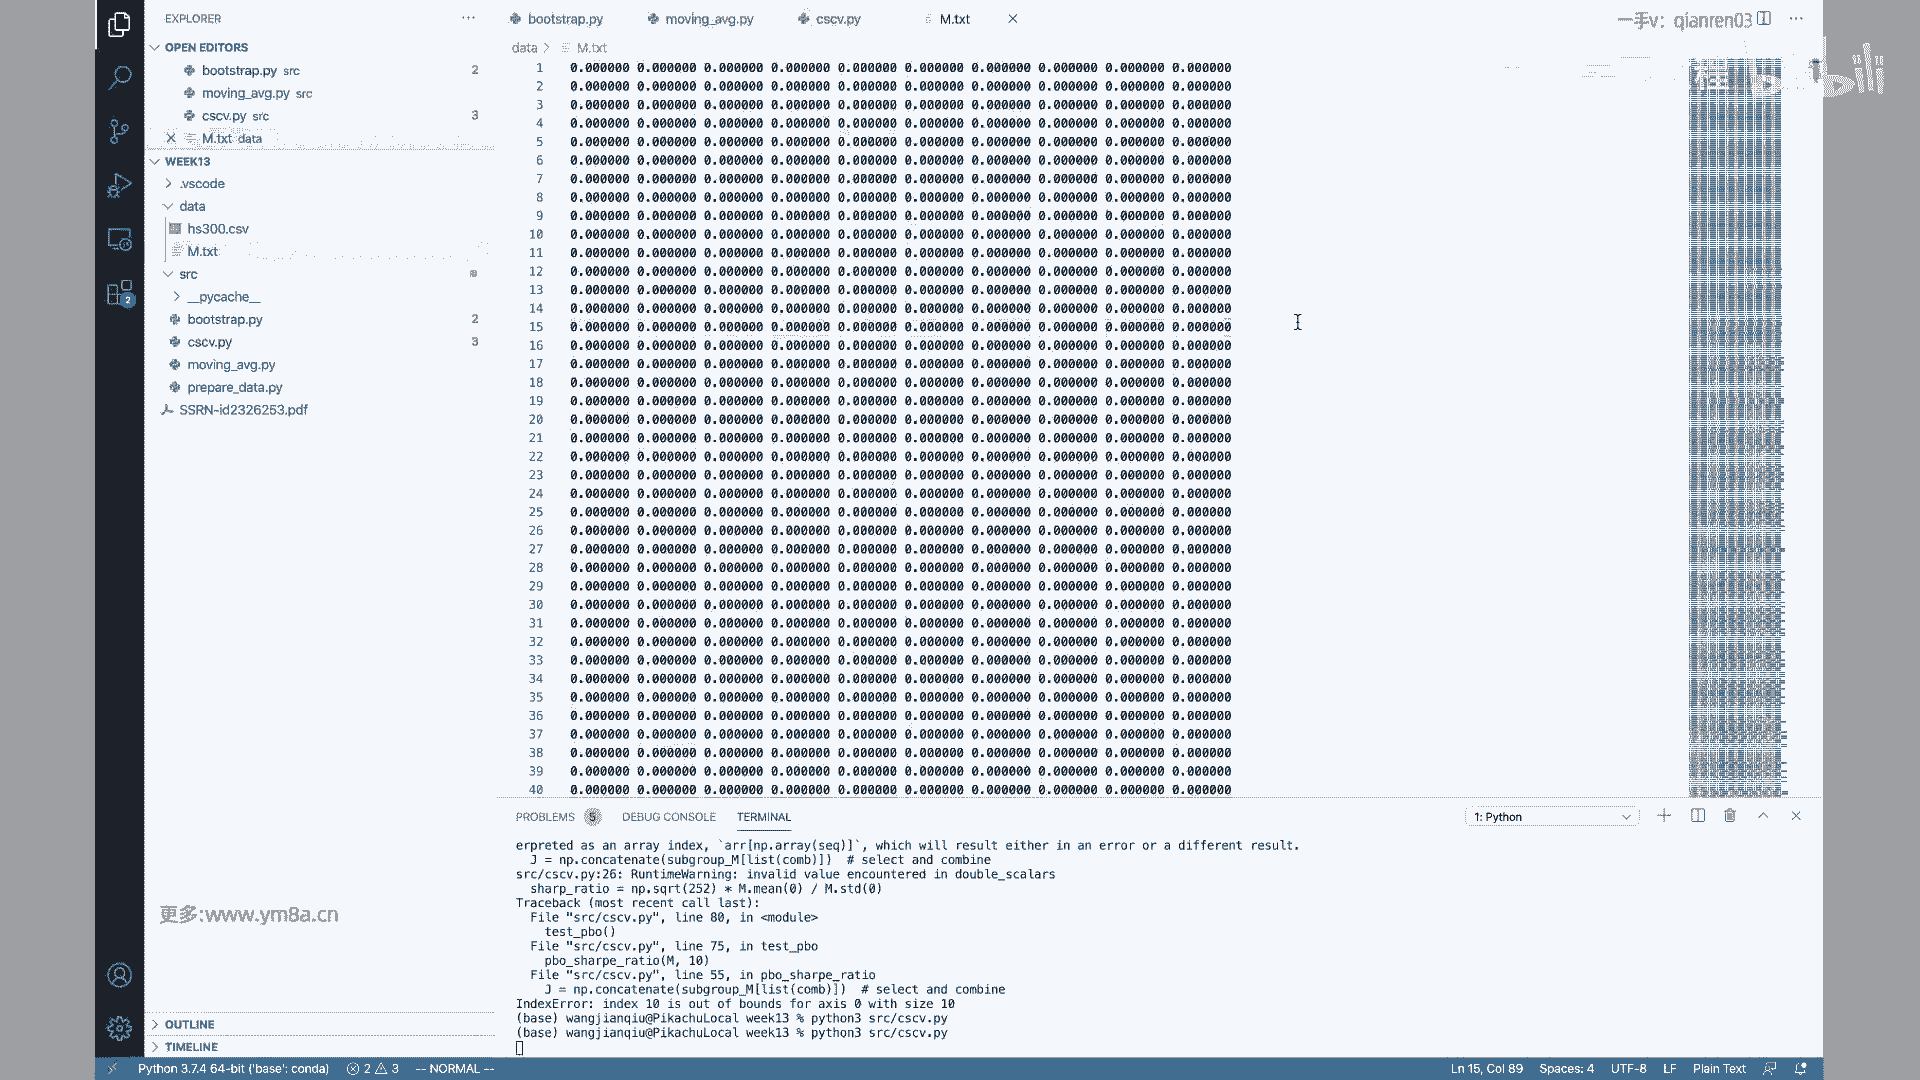 EXPLORER
OPEN EDITORS
bootstrap.py src 2
moving_avg.py src
cscv.py src 3
M.txt data
WEEK13
.vscode
data
hs300.csv
M.txt
src
__pycache__
bootstrap.py 2
cscv.py 3
moving_avg.py
prepare_data.py
SSRN-id2326253.pdf
2
更多:www.ym8a.cn
OUTLINE
TIMELINE
bootstrap.py moving_avg.py cscv.py M.txt
一手v: qianren03
bili
data > M.txt
1 0.000000 0.000000 0.000000 0.000000 0.000000 0.000000 0.000000 0.000000 0.000000 0.000000
2 0.000000 0.000000 0.000000 0.000000 0.000000 0.000000 0.000000 0.000000 0.000000 0.000000
3 0.000000 0.000000 0.000000 0.000000 0.000000 0.000000 0.000000 0.000000 0.000000 0.000000
4 0.000000 0.000000 0.000000 0.000000 0.000000 0.000000 0.000000 0.000000 0.000000 0.000000
5 0.000000 0.000000 0.000000 0.000000 0.000000 0.000000 0.000000 0.000000 0.000000 0.000000
6 0.000000 0.000000 0.000000 0.000000 0.000000 0.000000 0.000000 0.000000 0.000000 0.000000
7 0.000000 0.000000 0.000000 0.000000 0.000000 0.000000 0.000000 0.000000 0.000000 0.000000
8 0.000000 0.000000 0.000000 0.000000 0.000000 0.000000 0.000000 0.000000 0.000000 0.000000
9 0.000000 0.000000 0.000000 0.000000 0.000000 0.000000 0.000000 0.000000 0.000000 0.000000
10 0.000000 0.000000 0.000000 0.000000 0.000000 0.000000 0.000000 0.000000 0.000000 0.000000
11 0.000000 0.000000 0.000000 0.000000 0.000000 0.000000 0.000000 0.000000 0.000000 0.000000
12 0.000000 0.000000 0.000000 0.000000 0.000000 0.000000 0.000000 0.000000 0.000000 0.000000
13 0.000000 0.000000 0.000000 0.000000 0.000000 0.000000 0.000000 0.000000 0.000000 0.000000
14 0.000000 0.000000 0.000000 0.000000 0.000000 0.000000 0.000000 0.000000 0.000000 0.000000
15 0.000000 0.000000 0.000000 0.000000 0.000000 0.000000 0.000000 0.000000 0.000000 0.000000
16 0.000000 0.000000 0.000000 0.000000 0.000000 0.000000 0.000000 0.000000 0.000000 0.000000
17 0.000000 0.000000 0.000000 0.000000 0.000000 0.000000 0.000000 0.000000 0.000000 0.000000
18 0.000000 0.000000 0.000000 0.000000 0.000000 0.000000 0.000000 0.000000 0.000000 0.000000
19 0.000000 0.000000 0.000000 0.000000 0.000000 0.000000 0.000000 0.000000 0.000000 0.000000
20 0.000000 0.000000 0.000000 0.000000 0.000000 0.000000 0.000000 0.000000 0.000000 0.000000
21 0.000000 0.000000 0.000000 0.000000 0.000000 0.000000 0.000000 0.000000 0.000000 0.000000
22 0.000000 0.000000 0.000000 0.000000 0.000000 0.000000 0.000000 0.000000 0.000000 0.000000
23 0.000000 0.000000 0.000000 0.000000 0.000000 0.000000 0.000000 0.000000 0.000000 0.000000
24 0.000000 0.000000 0.000000 0.000000 0.000000 0.000000 0.000000 0.000000 0.000000 0.000000
25 0.000000 0.000000 0.000000 0.000000 0.000000 0.000000 0.000000 0.000000 0.000000 0.000000
26 0.000000 0.000000 0.000000 0.000000 0.000000 0.000000 0.000000 0.000000 0.000000 0.000000
27 0.000000 0.000000 0.000000 0.000000 0.000000 0.000000 0.000000 0.000000 0.000000 0.000000
28 0.000000 0.000000 0.000000 0.000000 0.000000 0.000000 0.000000 0.000000 0.000000 0.000000
29 0.000000 0.000000 0.000000 0.000000 0.000000 0.000000 0.000000 0.000000 0.000000 0.000000
30 0.000000 0.000000 0.000000 0.000000 0.000000 0.000000 0.000000 0.000000 0.000000 0.000000
31 0.000000 0.000000 0.000000 0.000000 0.000000 0.000000 0.000000 0.000000 0.000000 0.000000
32 0.000000 0.000000 0.000000 0.000000 0.000000 0.000000 0.000000 0.000000 0.000000 0.000000
33 0.000000 0.000000 0.000000 0.000000 0.000000 0.000000 0.000000 0.000000 0.000000 0.000000
34 0.000000 0.000000 0.000000 0.000000 0.000000 0.000000 0.000000 0.000000 0.000000 0.000000
35 0.000000 0.000000 0.000000 0.000000 0.000000 0.000000 0.000000 0.000000 0.000000 0.000000
36 0.000000 0.000000 0.000000 0.000000 0.000000 0.000000 0.000000 0.000000 0.000000 0.000000
37 0.000000 0.000000 0.000000 0.000000 0.000000 0.000000 0.000000 0.000000 0.000000 0.000000
38 0.000000 0.000000 0.000000 0.000000 0.000000 0.000000 0.000000 0.000000 0.000000 0.000000
39 0.000000 0.000000 0.000000 0.000000 0.000000 0.000000 0.000000 0.000000 0.000000 0.000000
40 0.000000 0.000000 0.000000 0.000000 0.000000 0.000000 0.000000 0.000000 0.000000 0.000000
PROBLEMS 5 DEBUG CONSOLE TERMINAL 1: Python
erpreted as an array index, `arr[np.array(seq)]`, which will result either in an error or a different result.
J = np.concatenate(subgroup_M[list(comb)])  # select and combine
src/cscv.py:26: RuntimeWarning: invalid value encountered in double_scalars
sharp_ratio = np.sqrt(252) * M.mean(0) / M.std(0)
Traceback (most recent call last):
File "src/cscv.py", line 80, in <module>
test_pbo()
File "src/cscv.py", line 75, in test_pbo
pbo_sharpe_ratio(M, 10)
File "src/cscv.py", line 55, in pbo_sharpe_ratio
J = np.concatenate(subgroup_M[list(comb)])  # select and combine
IndexError: index 10 is out of bounds for axis 0 with size 10
(base) wangjianqiu@PikachuLocal week13 % python3 src/cscv.py
(base) wangjianqiu@PikachuLocal week13 % python3 src/cscv.py
Python 3.7.4 64-bit ('base': conda) 2 3 -- NORMAL -- Ln 15, Col 89 Spaces: 4 UTF-8 LF Plain Text